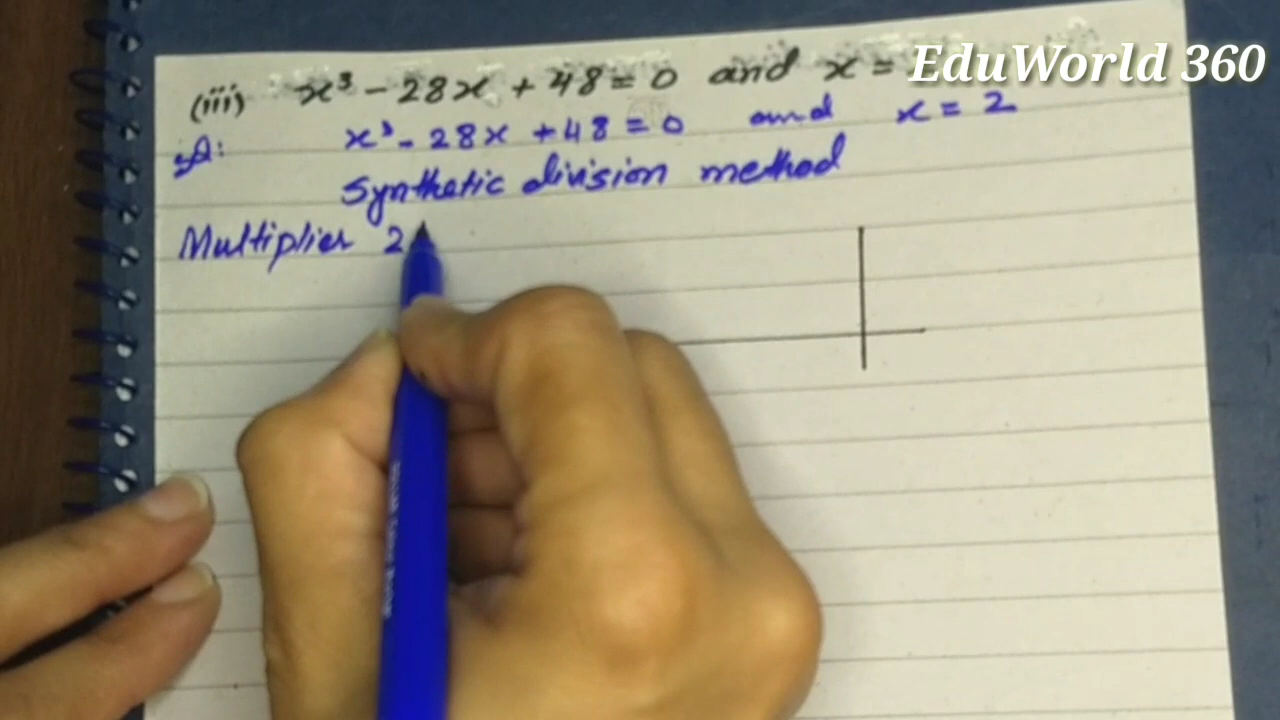 EduWorld 360
(iii) x³ - 28x + 48 = 0 and x =
Sol: x³ - 28x + 48 = 0 and x = 2
Synthetic division method
Multiplier 2